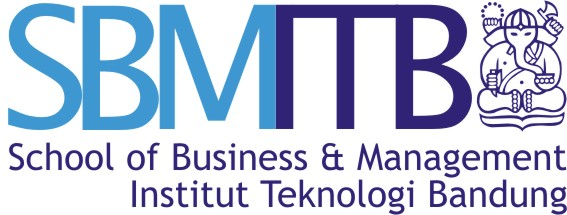 SBMITB
School of Business & Management
Institut Teknologi Bandung